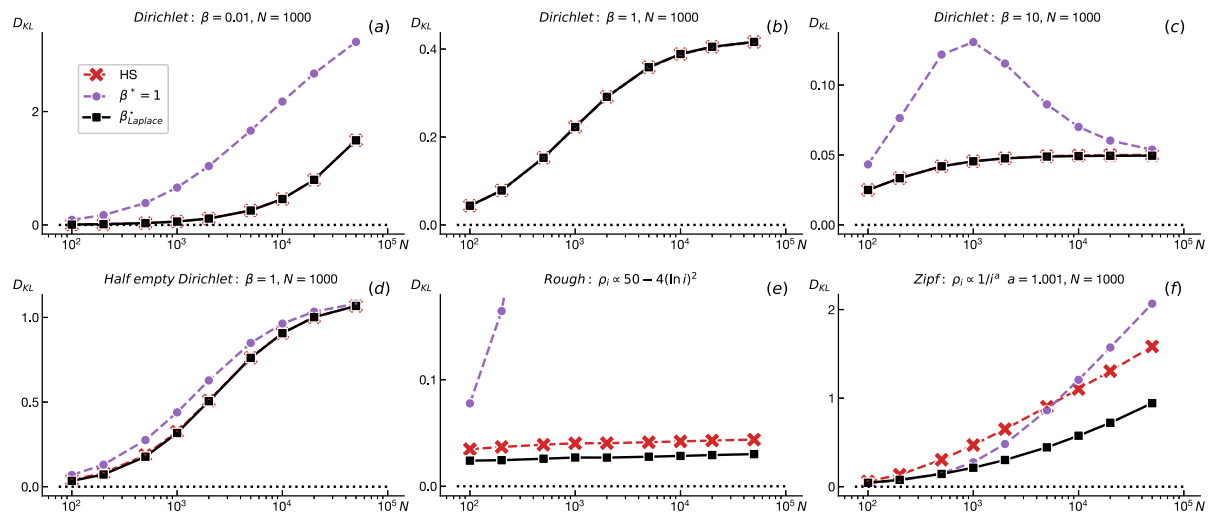 Dirichlet : β = 0.01, N = 1000
D_KL
(a)
HS
β* = 1
β*_Laplace
2
0
10^2 10^3 10^4 10^5 N
Dirichlet : β = 1, N = 1000
D_KL
(b)
0.4
0.2
0.0
10^2 10^3 10^4 10^5 N
Dirichlet : β = 10, N = 1000
D_KL
(c)
0.10
0.05
0.00
10^2 10^3 10^4 10^5 N
Half empty Dirichlet : β = 1, N = 1000
D_KL
(d)
1.0
0.5
0.0
10^2 10^3 10^4 10^5 N
Rough : ρ_i ∝ 50 − 4(ln i)^2
D_KL
(e)
0.1
0.0
10^2 10^3 10^4 10^5 N
Zipf : ρ_i ∝ 1/i^a a = 1.001, N = 1000
D_KL
(f)
2
1
0
10^2 10^3 10^4 10^5 N